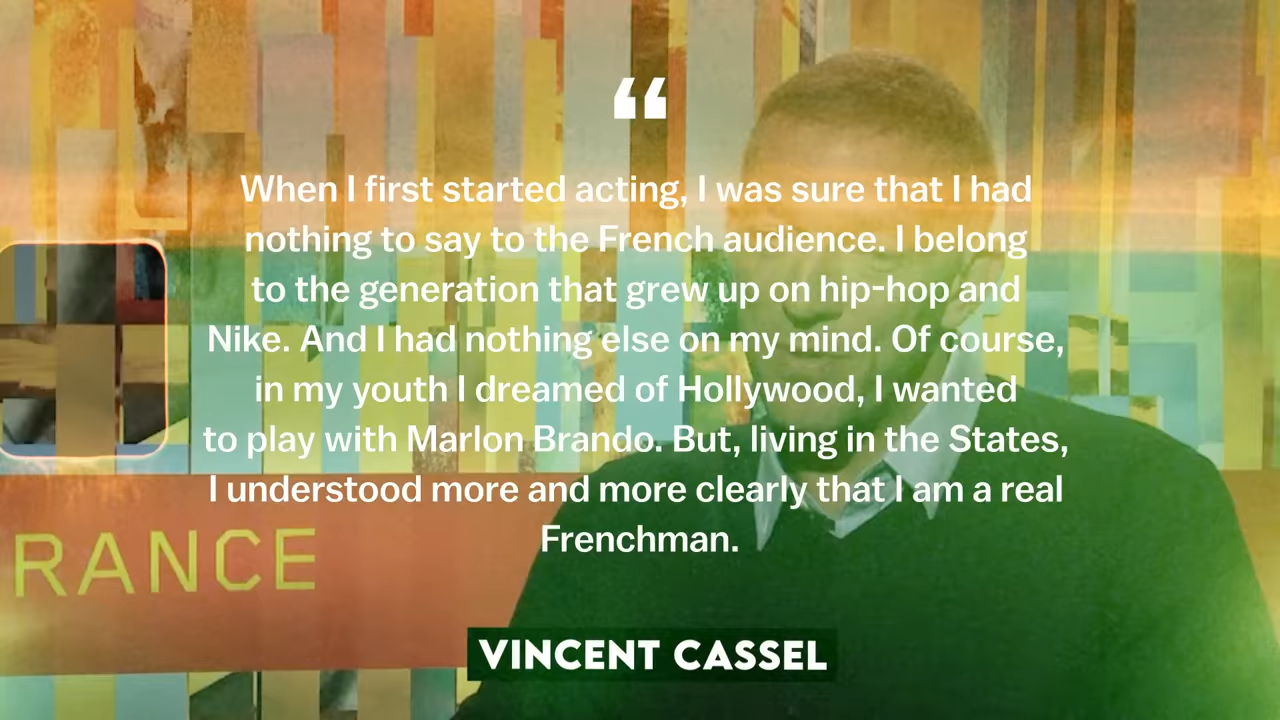 “
When I first started acting, I was sure that I had
nothing to say to the French audience. I belong
to the generation that grew up on hip-hop and
Nike. And I had nothing else on my mind. Of course,
in my youth I dreamed of Hollywood, I wanted
to play with Marlon Brando. But, living in the States,
I understood more and more clearly that I am a real
Frenchman.
RANCE
VINCENT CASSEL